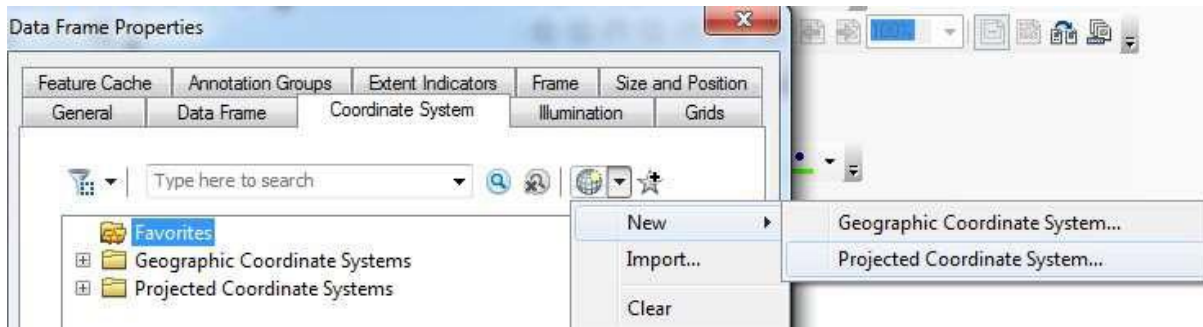 Data Frame Properties
100%
Feature Cache Annotation Groups Extent Indicators Frame Size and Position
General Data Frame Coordinate System Illumination Grids
Type here to search
Favorites
Geographic Coordinate Systems
Projected Coordinate Systems
New
Import...
Clear
Geographic Coordinate System...
Projected Coordinate System...